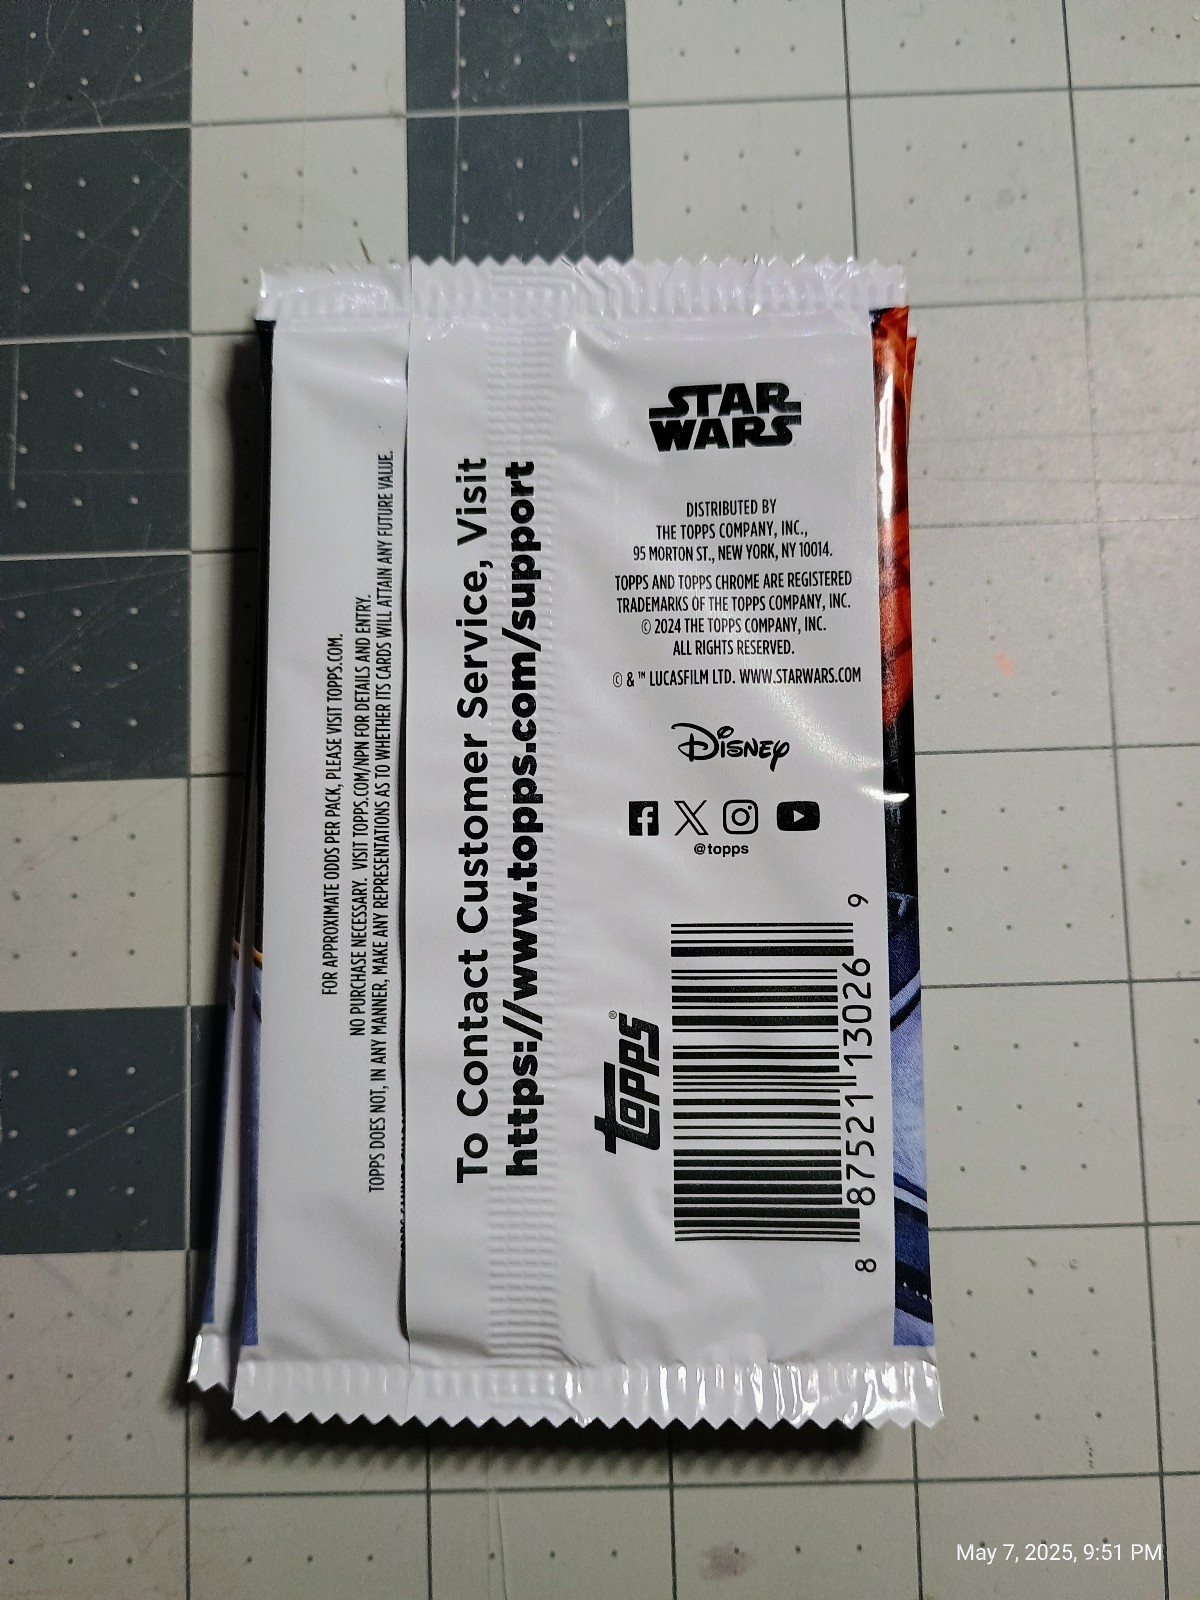 STAR
WARS
DISTRIBUTED BY
THE TOPPS COMPANY, INC.,
95 MORTON ST., NEW YORK, NY 10014.
TOPPS AND TOPPS CHROME ARE REGISTERED
TRADEMARKS OF THE TOPPS COMPANY, INC.
© 2024 THE TOPPS COMPANY, INC.
ALL RIGHTS RESERVED.
© & ™ LUCASFILM LTD. WWW.STARWARS.COM
Disney
@topps
topps®
8 87521 13026 9
To Contact Customer Service, Visit
https://www.topps.com/support
FOR APPROXIMATE ODDS PER PACK, PLEASE VISIT TOPPS.COM.
NO PURCHASE NECESSARY. VISIT TOPPS.COM/NPN FOR DETAILS AND ENTRY.
TOPPS DOES NOT, IN ANY MANNER, MAKE ANY REPRESENTATIONS AS TO WHETHER ITS CARDS WILL ATTAIN ANY FUTURE VALUE.
May 7, 2025, 9:51 PM